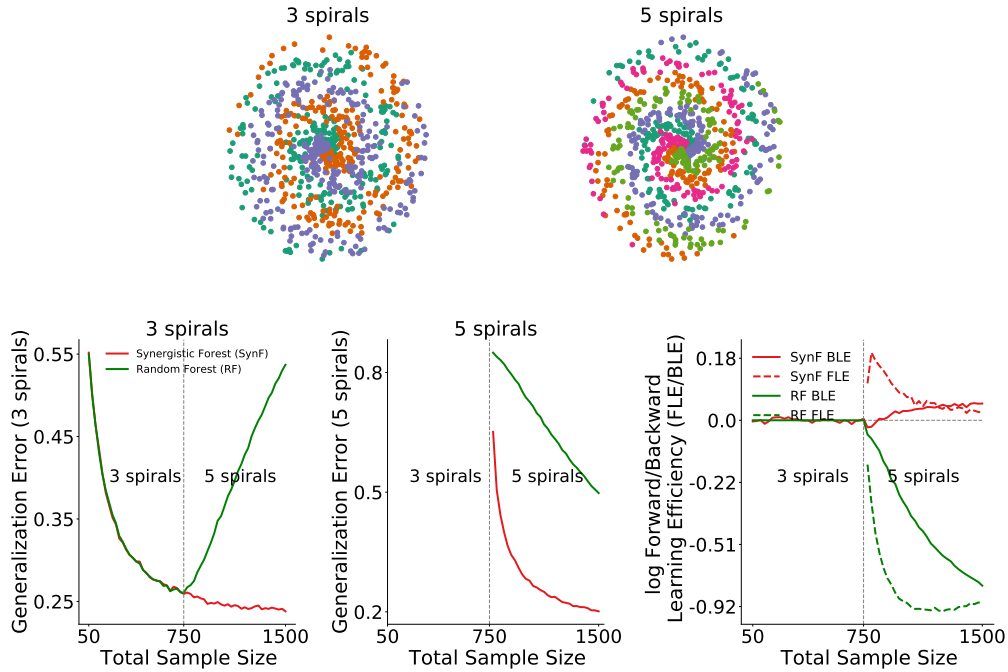 3 spirals
5 spirals
3 spirals
Generalization Error (3 spirals)
0.55
0.45
0.35
0.25
Synergistic Forest (SynF)
Random Forest (RF)
3 spirals
5 spirals
50
750
1500
Total Sample Size
5 spirals
Generalization Error (5 spirals)
0.8
0.5
0.2
3 spirals
5 spirals
50
750
1500
Total Sample Size
log Forward/Backward
Learning Efficiency (FLE/BLE)
0.18
0.0
-0.22
-0.51
-0.92
SynF BLE
SynF FLE
RF BLE
RF FLE
3 spirals
5 spirals
50
750
1500
Total Sample Size